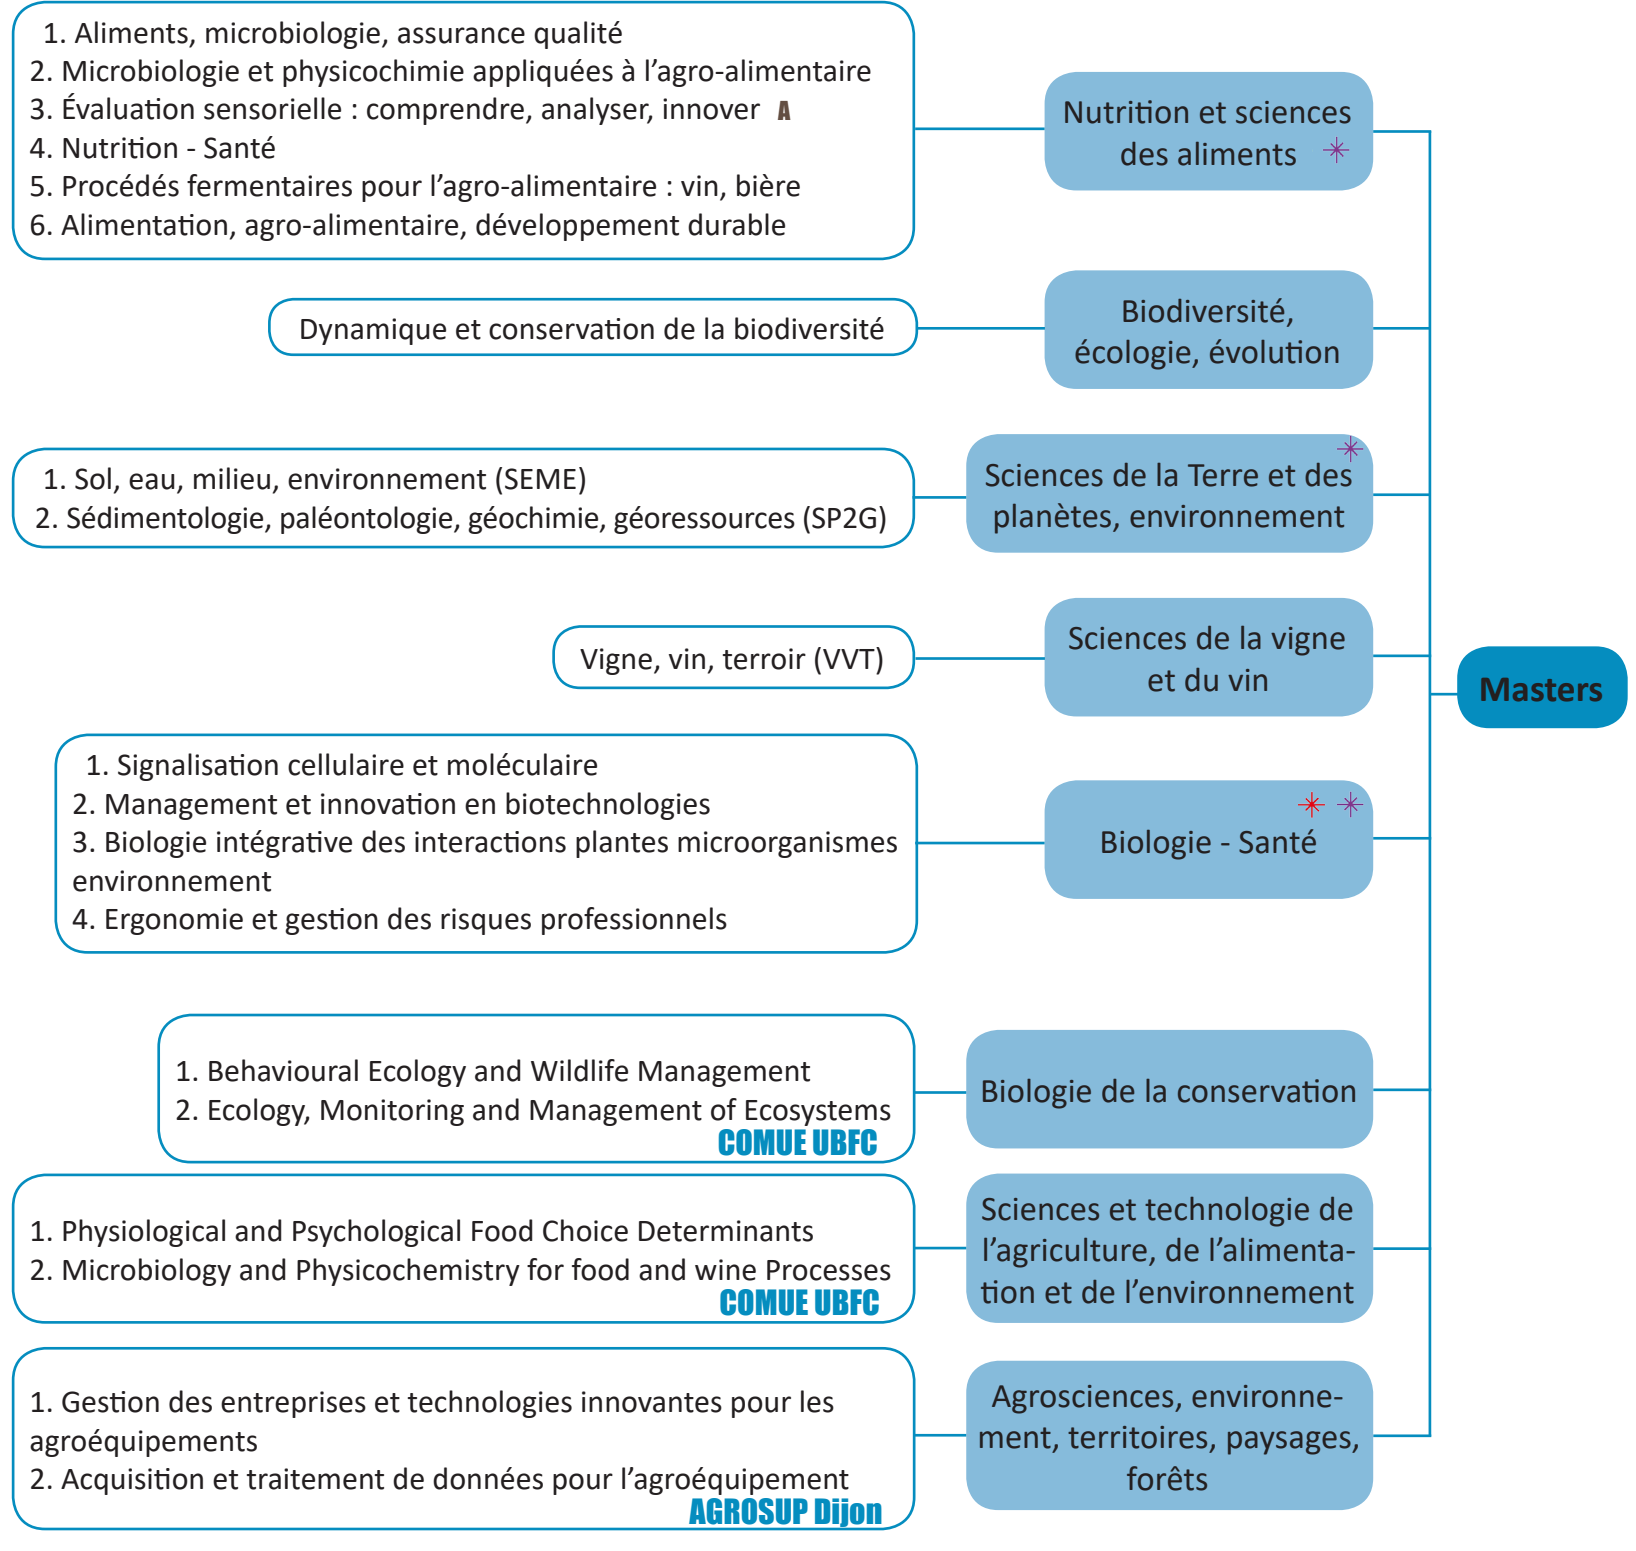 1. Aliments, microbiologie, assurance qualité
2. Microbiologie et physicochimie appliquées à l’agro-alimentaire
3. Évaluation sensorielle : comprendre, analyser, innover A
4. Nutrition - Santé
5. Procédés fermentaires pour l’agro-alimentaire : vin, bière
6. Alimentation, agro-alimentaire, développement durable
Nutrition et sciences
des aliments
Dynamique et conservation de la biodiversité
Biodiversité,
écologie, évolution
1. Sol, eau, milieu, environnement (SEME)
2. Sédimentologie, paléontologie, géochimie, géoressources (SP2G)
Sciences de la Terre et des
planètes, environnement
Vigne, vin, terroir (VVT)
Sciences de la vigne
et du vin
Masters
1. Signalisation cellulaire et moléculaire
2. Management et innovation en biotechnologies
3. Biologie intégrative des interactions plantes microorganismes
environnement
4. Ergonomie et gestion des risques professionnels
Biologie - Santé
1. Behavioural Ecology and Wildlife Management
2. Ecology, Monitoring and Management of Ecosystems
COMUE UBFC
Biologie de la conservation
1. Physiological and Psychological Food Choice Determinants
2. Microbiology and Physicochemistry for food and wine Processes
COMUE UBFC
Sciences et technologie de
l’agriculture, de l’alimenta-
tion et de l’environnement
1. Gestion des entreprises et technologies innovantes pour les
agroéquipements
2. Acquisition et traitement de données pour l’agroéquipement
AGROSUP Dijon
Agrosciences, environne-
ment, territoires, paysages,
forêts